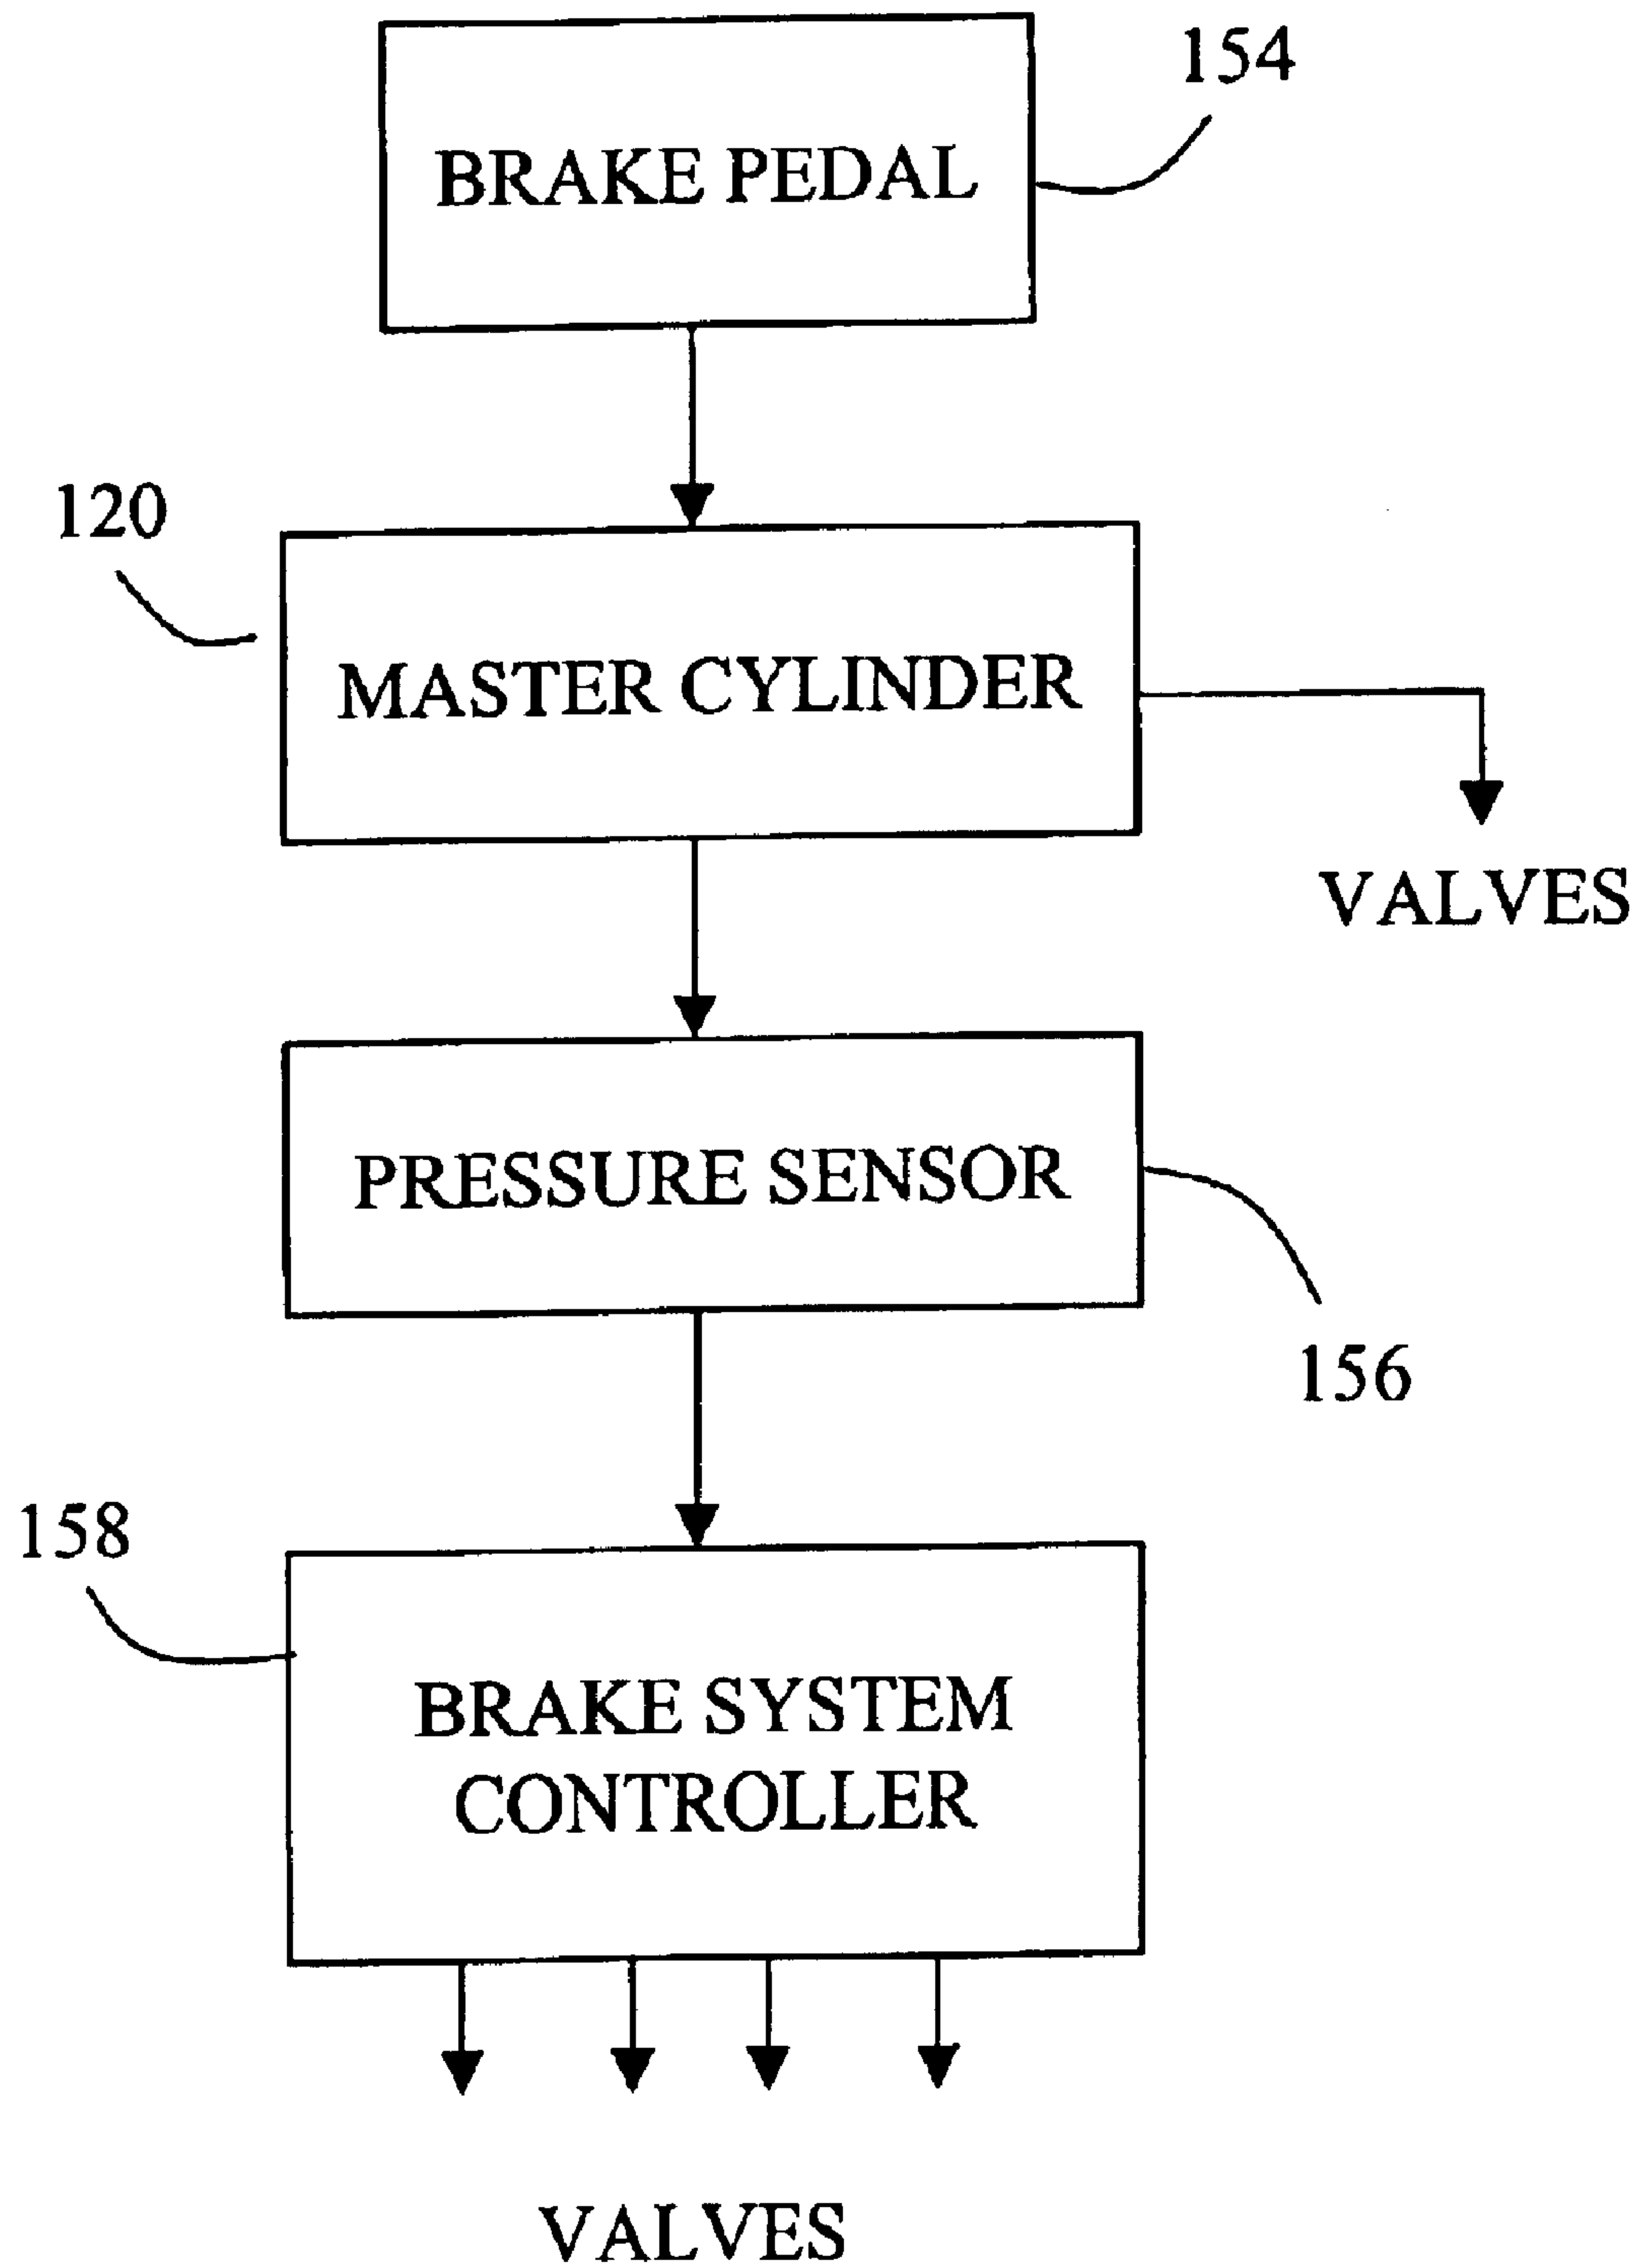 154
BRAKE PEDAL
120
MASTER CYLINDER
VALVES
PRESSURE SENSOR
156
158
BRAKE SYSTEM
CONTROLLER
VALVES